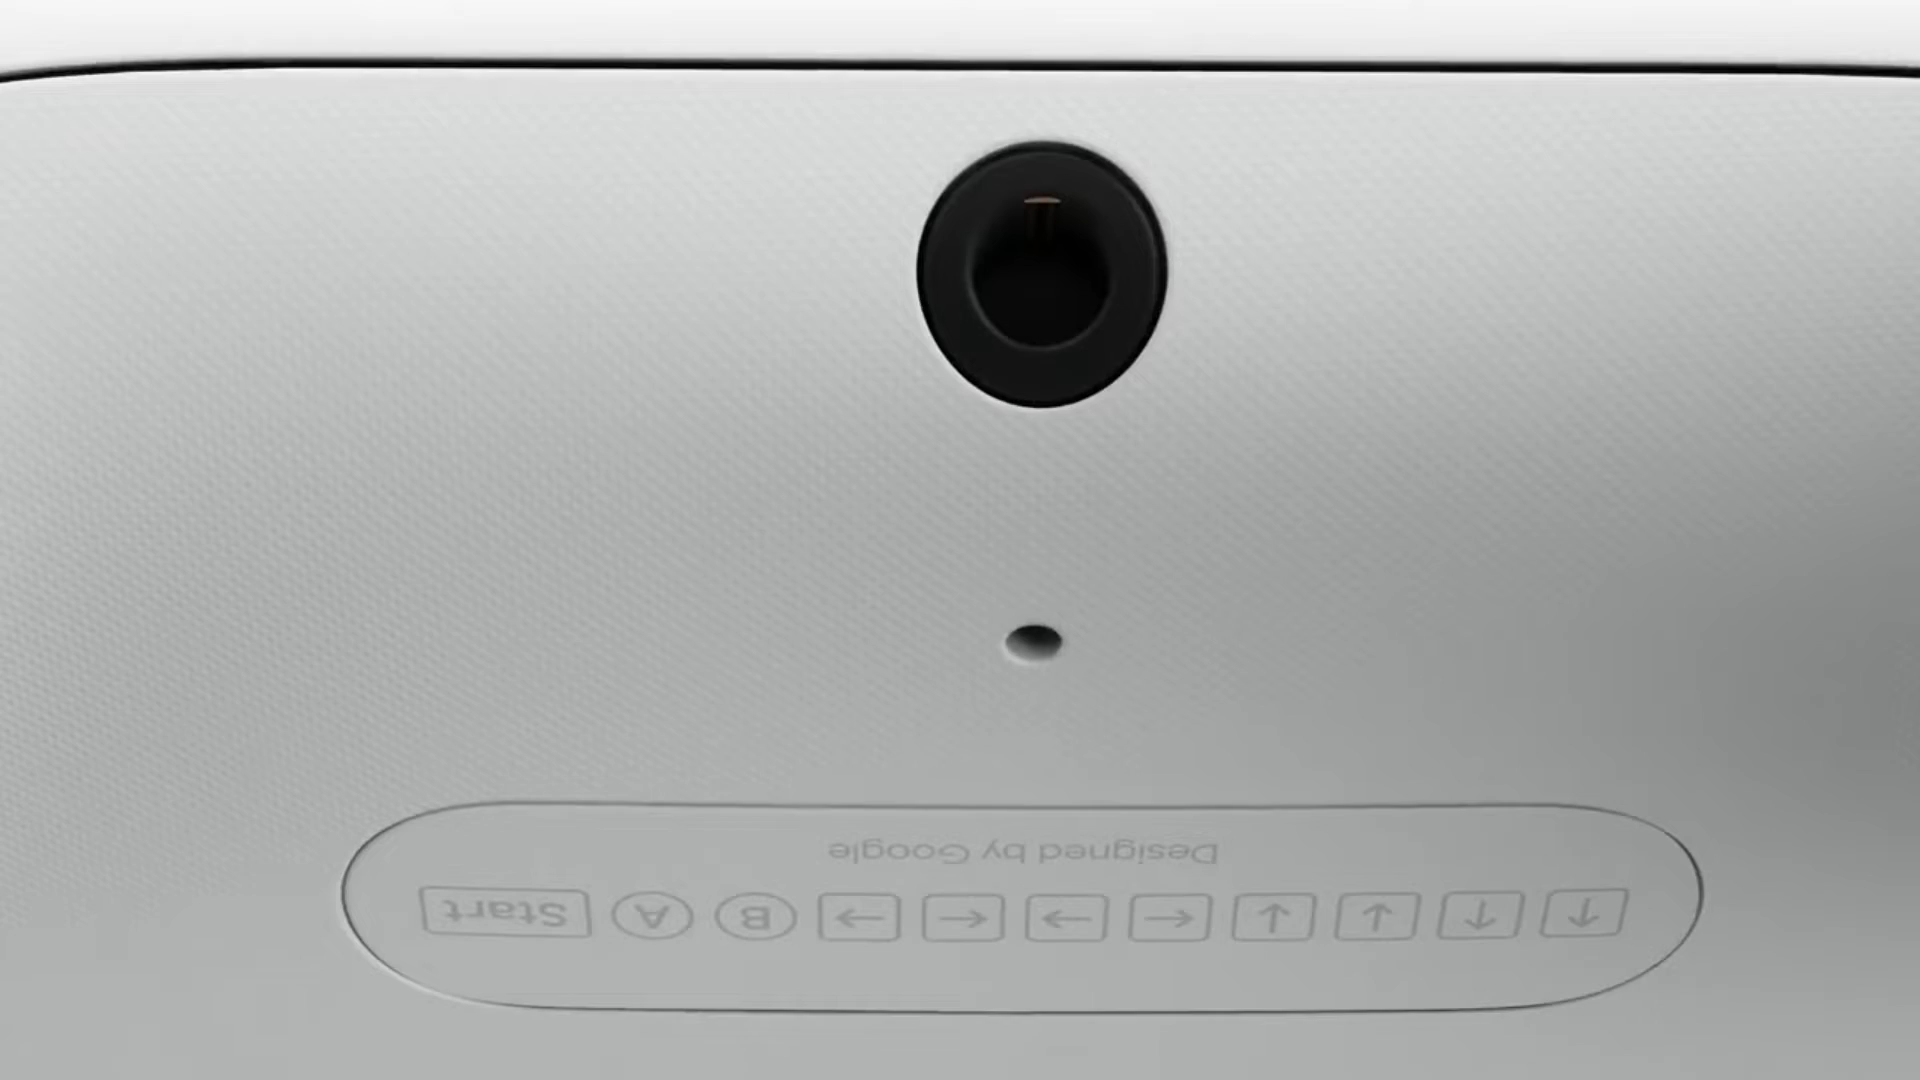 ↑ ↑ ↓ ↓ ← → ← → B A Start
Designed by Google